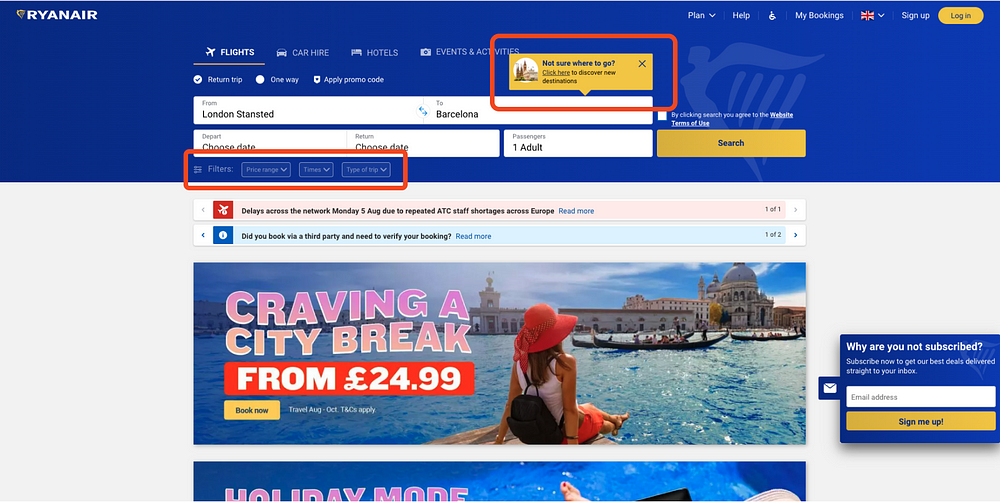 RYANAIR
Plan
Help
My Bookings
Sign up
Log in
FLIGHTS
CAR HIRE
HOTELS
EVENTS & ACTIVITIES
Return trip
One way
Apply promo code
Not sure where to go?
Click here to discover new
destinations
From
London Stansted
To
Barcelona
By clicking search you agree to the Website
Terms of Use
Depart
Choose date
Return
Choose date
Passengers
1 Adult
Search
Filters:
Price range
Times
Type of trip
Delays across the network Monday 5 Aug due to repeated ATC staff shortages across Europe Read more
1 of 1
Did you book via a third party and need to verify your booking? Read more
1 of 2
CRAVING A
CITY BREAK
FROM £24.99
Book now
Travel Aug - Oct. T&Cs apply.
Why are you not subscribed?
Subscribe now to get our best deals delivered
straight to your inbox.
Email address
Sign me up!
HOLIDAY MODE